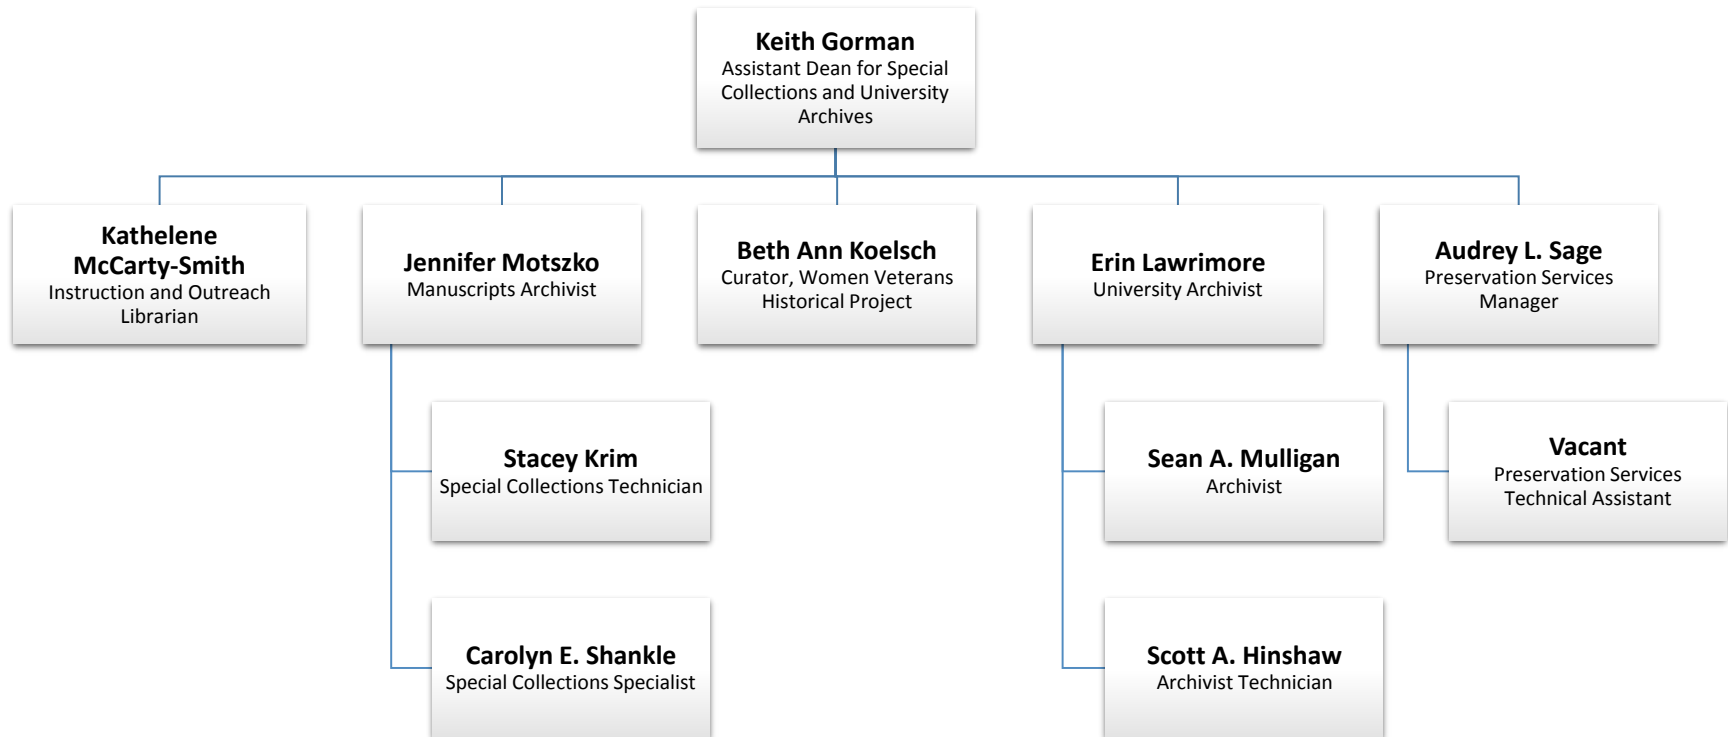 Keith Gorman
Assistant Dean for Special
Collections and University
Archives
Kathelene
McCarty-Smith
Instruction and Outreach
Librarian
Jennifer Motszko
Manuscripts Archivist
Beth Ann Koelsch
Curator, Women Veterans
Historical Project
Erin Lawrimore
University Archivist
Audrey L. Sage
Preservation Services
Manager
Stacey Krim
Special Collections Technician
Sean A. Mulligan
Archivist
Vacant
Preservation Services
Technical Assistant
Carolyn E. Shankle
Special Collections Specialist
Scott A. Hinshaw
Archivist Technician